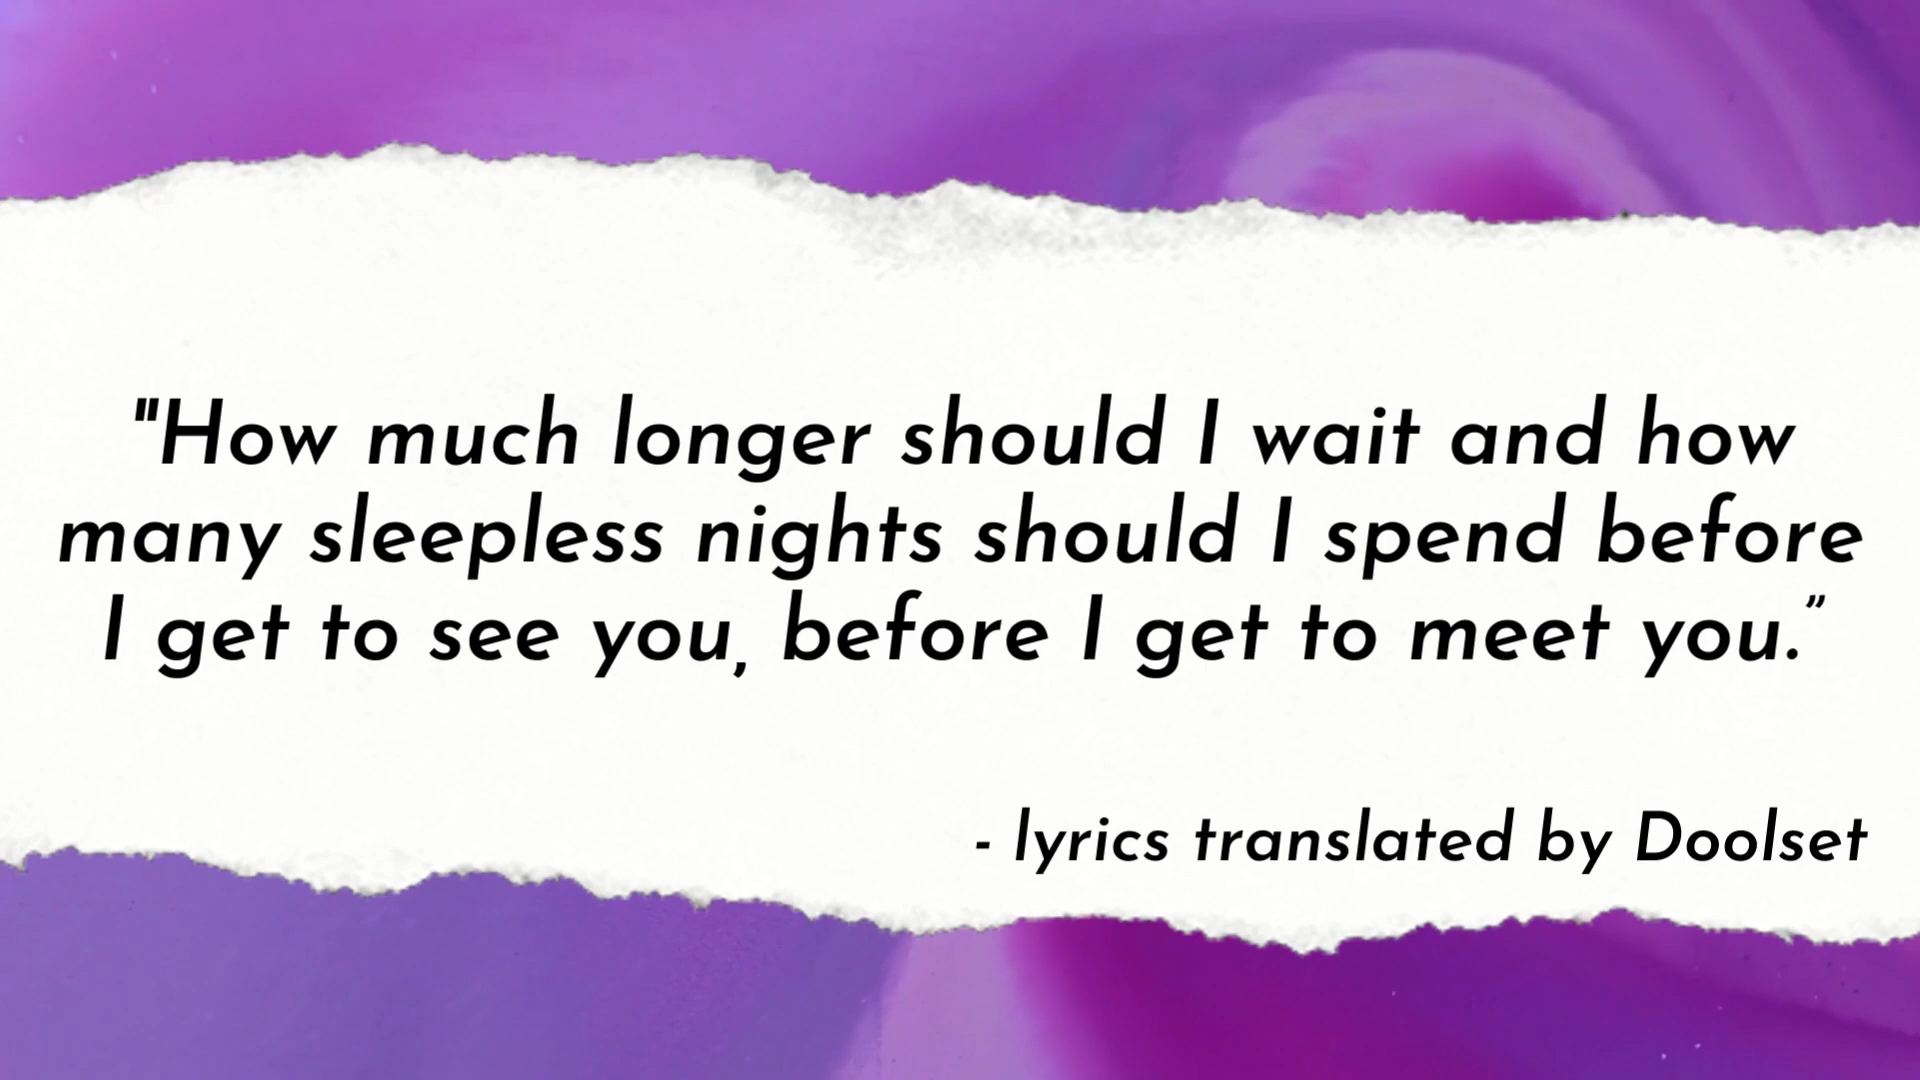 "How much longer should I wait and how
many sleepless nights should I spend before
I get to see you, before I get to meet you.”
- lyrics translated by Doolset